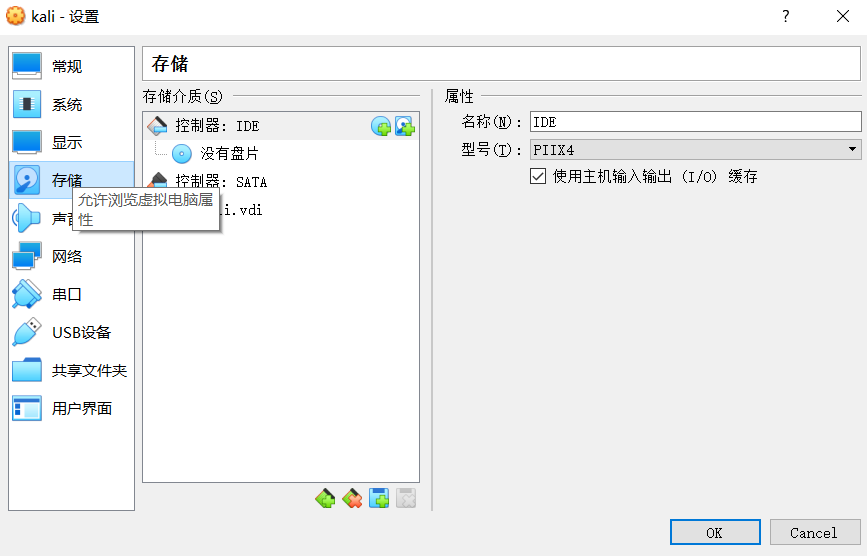 kali - 设置
?
常规
系统
显示
存储
声
网络
串口
USB设备
共享文件夹
用户界面
允许浏览虚拟电脑属
性
存储
存储介质(S)
控制器: IDE
没有盘片
控制器: SATA
li.vdi
属性
名称(N):
IDE
型号(T):
PIIX4
使用主机输入输出 (I/O) 缓存
OK
Cancel